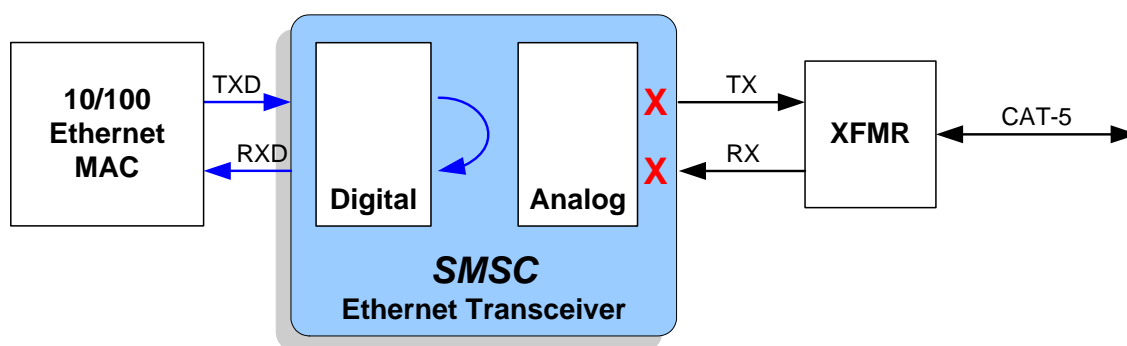 10/100
Ethernet
MAC
TXD
RXD
Digital
Analog
X
X
SMSC
Ethernet Transceiver
TX
RX
XFMR
CAT-5